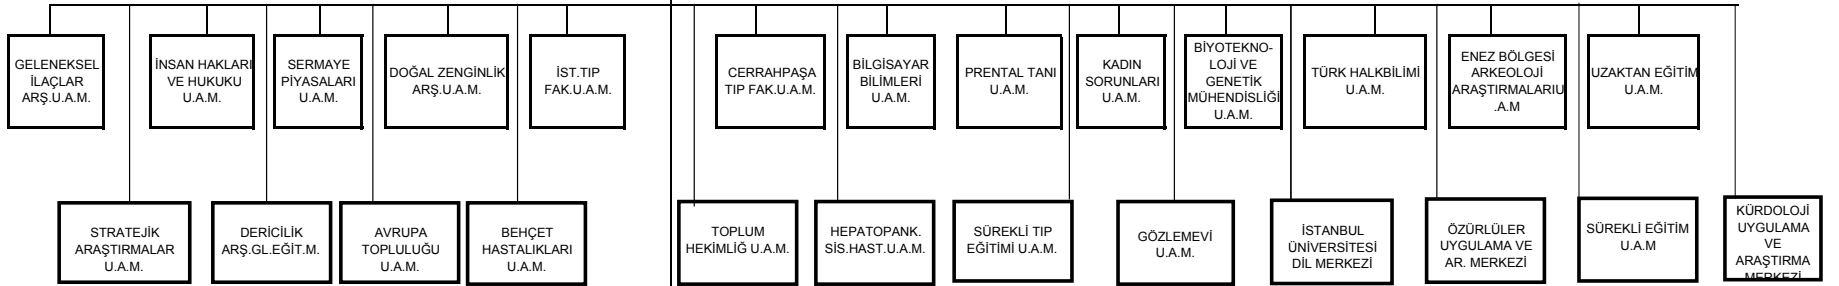 GELENEKSEL
İLAÇLAR
ARŞ.U.A.M.
İNSAN HAKLARI
VE HUKUKU
U.A.M.
SERMAYE
PİYASALARI
U.A.M.
DOĞAL ZENGİNLİK
ARŞ.U.A.M.
İST.TIP
FAK.U.A.M.
CERRAHPAŞA
TIP FAK.U.A.M.
BİLGİSAYAR
BİLİMLERİ
U.A.M.
PRENTAL TANI
U.A.M.
KADIN
SORUNLARI
U.A.M.
BİYOTEKNO-
LOJİ VE
GENETİK
MÜHENDİSLİĞİ
U.A.M.
TÜRK HALKBİLİMİ
U.A.M.
ENEZ BÖLGESİ
ARKEOLOJİ
ARAŞTIRMALARIU
.A.M
UZAKTAN EĞİTİM
U.A.M.
STRATEJİK
ARAŞTIRMALAR
U.A.M.
DERİCİLİK
ARŞ.GL.EĞİT.M.
AVRUPA
TOPLULUĞU
U.A.M.
BEHÇET
HASTALIKLARI
U.A.M.
TOPLUM
HEKİMLİĞ U.A.M.
HEPATOPANK.
SİS.HAST.U.A.M.
SÜREKLİ TIP
EĞİTİMİ U.A.M.
GÖZLEMEVİ
U.A.M.
İSTANBUL
ÜNİVERSİTESİ
DİL MERKEZİ
ÖZÜRLÜLER
UYGULAMA VE
AR. MERKEZİ
SÜREKLİ EĞİTİM
U.A.M
KÜRDOLOJİ
UYGULAMA
VE
ARAŞTIRMA
MERKEZİ